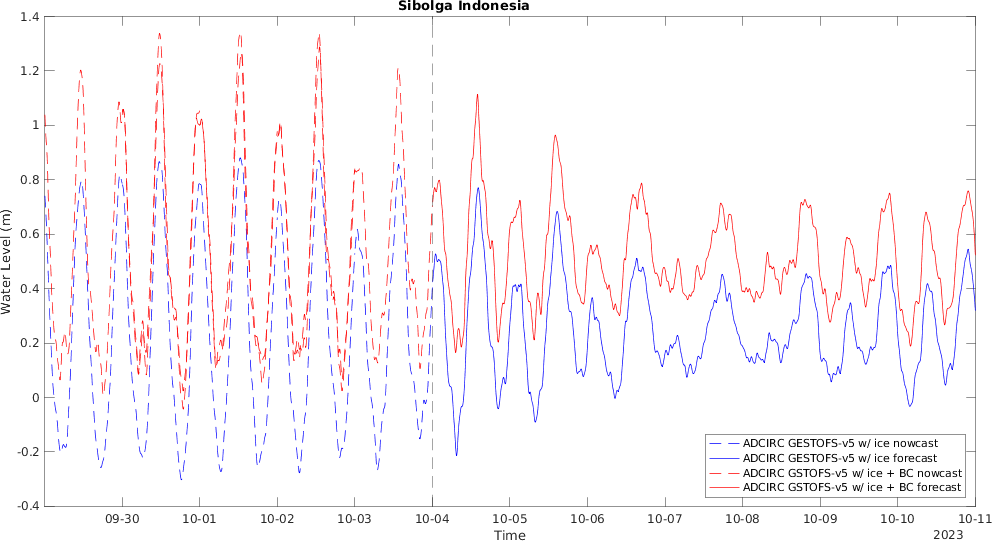 Sibolga Indonesia
1.4
1.2
1
0.8
0.6
0.4
0.2
0
-0.2
-0.4
Water Level (m)
ADCIRC GESTOFS-v5 w/ ice nowcast
ADCIRC GESTOFS-v5 w/ ice forecast
ADCIRC GSTOFS-v5 w/ ice + BC nowcast
ADCIRC GSTOFS-v5 w/ ice + BC forecast
09-30 10-01 10-02 10-03 10-04 10-05 10-06 10-07 10-08 10-09 10-10 10-11
Time
2023